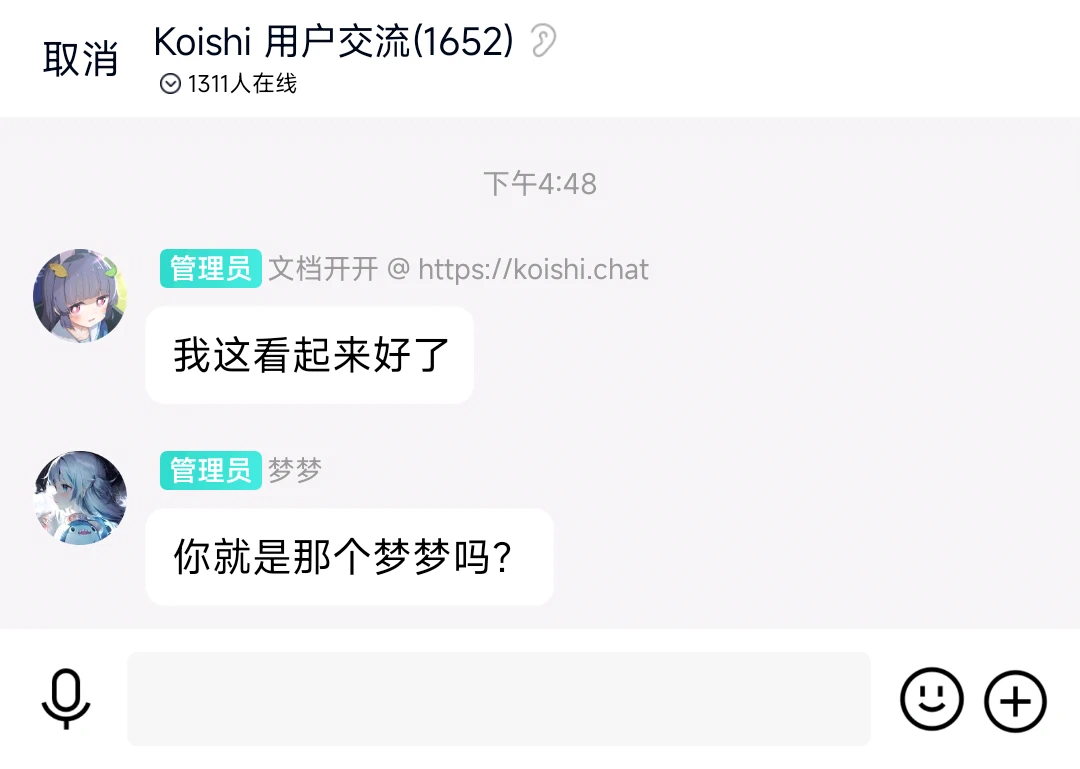 取消
Koishi 用户交流(1652)
1311人在线
下午4:48
管理员 文档开开 @ https://koishi.chat
我这看起来好了
管理员 梦梦
你就是那个梦梦吗？